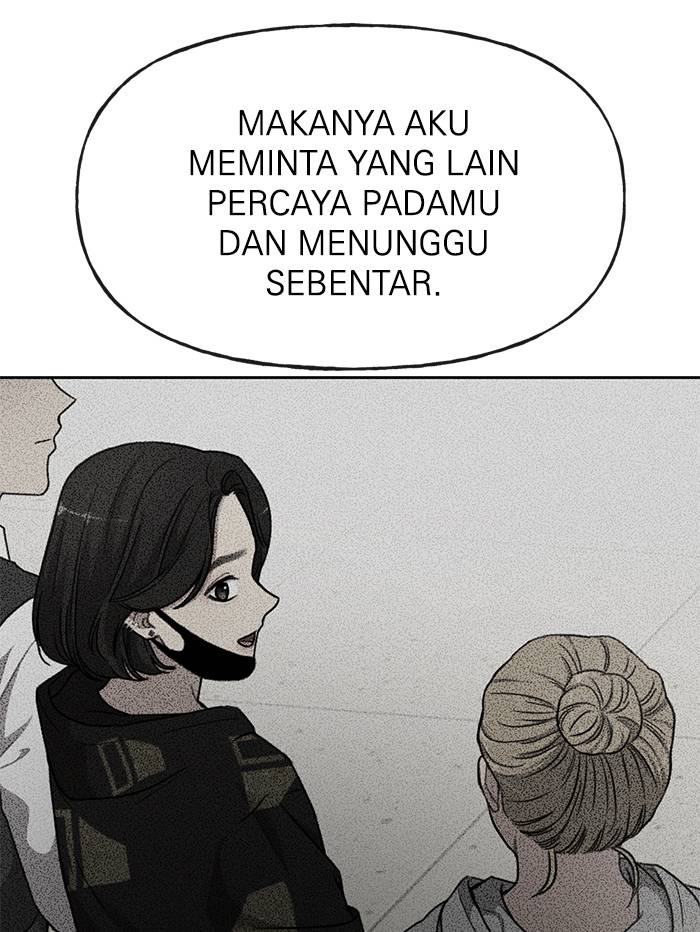 MAKANYA AKU
MEMINTA YANG LAIN
PERCAYA PADAMU
DAN MENUNGGU
SEBENTAR.